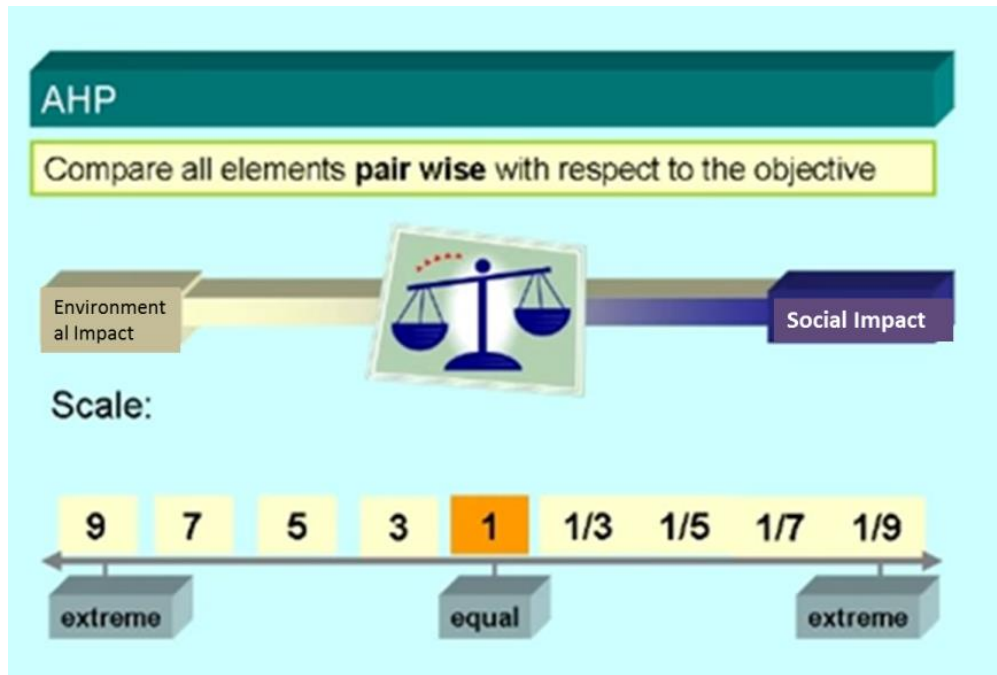 AHP
Compare all elements pair wise with respect to the objective
Environment
al Impact
Social Impact
Scale:
9 7 5 3 1 1/3 1/5 1/7 1/9
extreme equal extreme